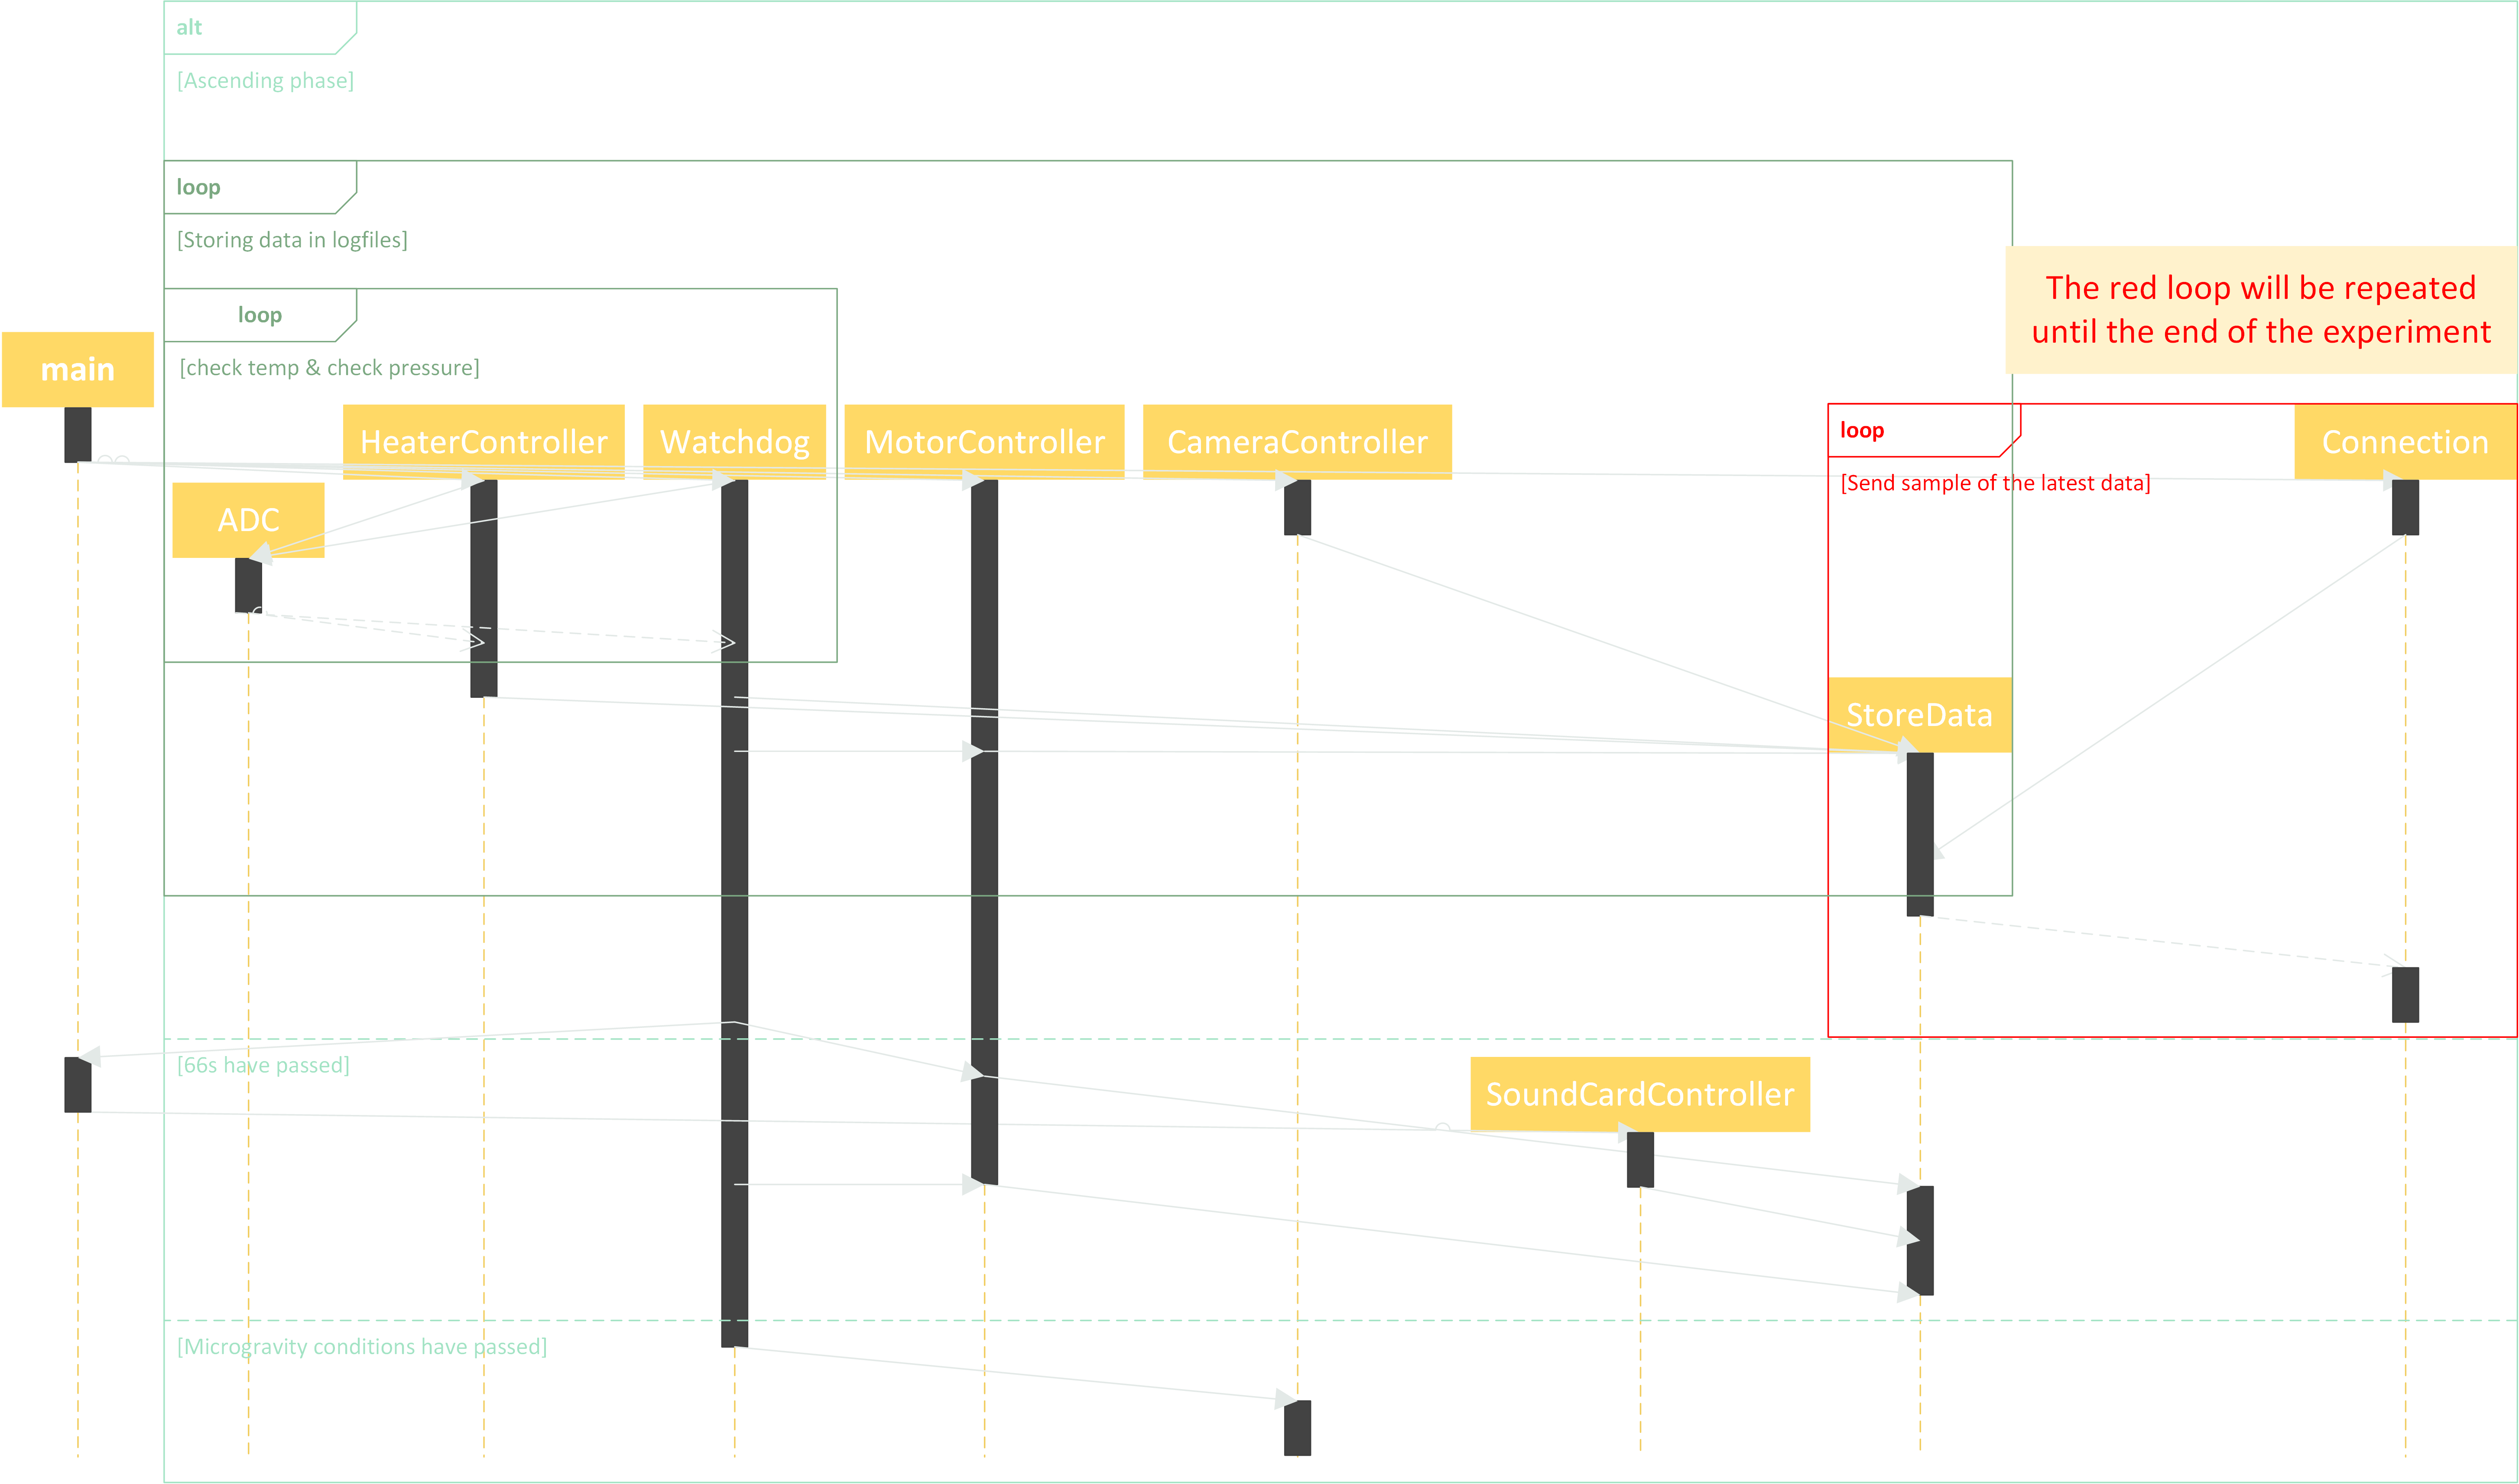 alt
[Ascending phase]
loop
[Storing data in logfiles]
The red loop will be repeated
until the end of the experiment
loop
[check temp & check pressure]
main
HeaterController
Watchdog
MotorController
CameraController
loop
Connection
[Send sample of the latest data]
ADC
StoreData
[66s have passed]
SoundCardController
[Microgravity conditions have passed]